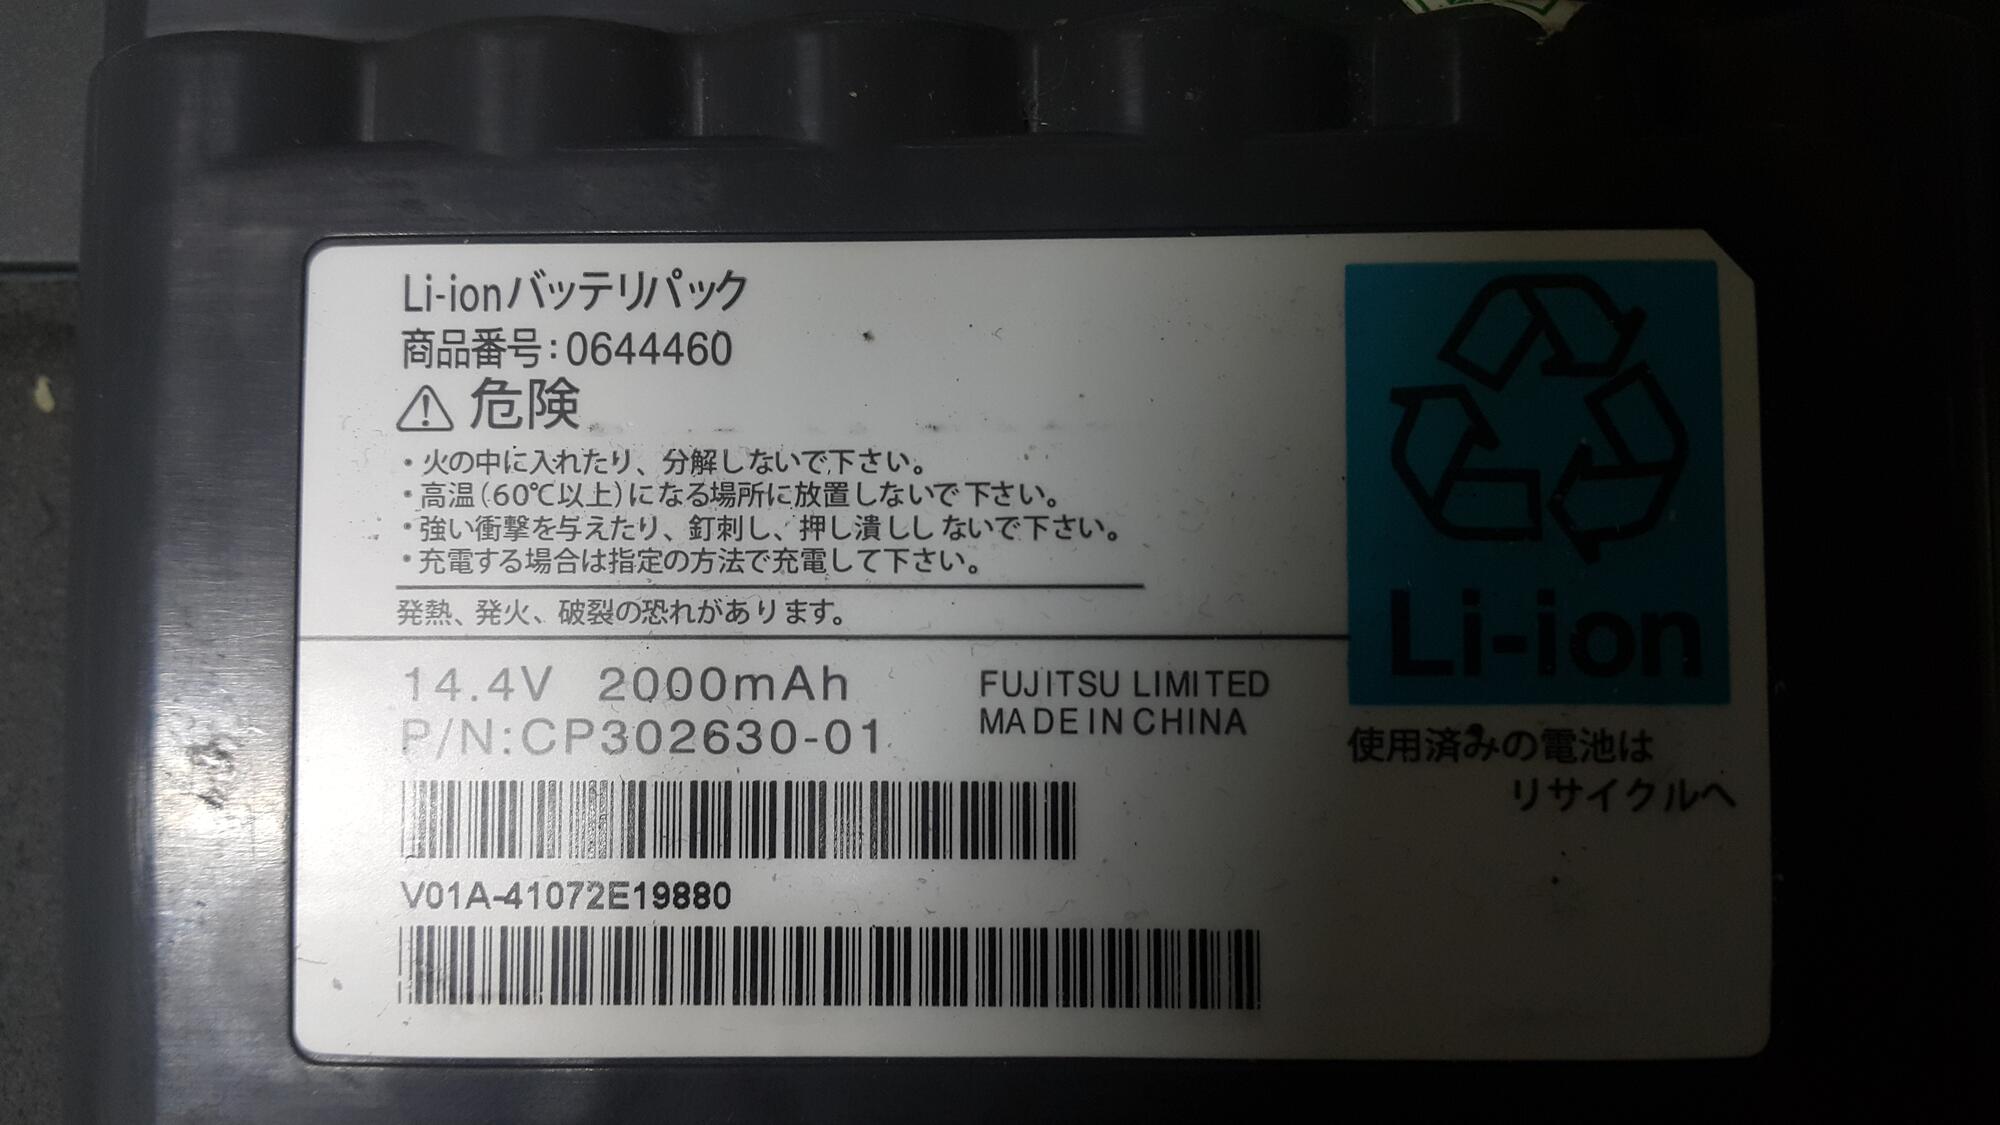 Li-ionバッテリパック
商品番号:0644460
⚠ 危険
・火の中に入れたり、分解しないで下さい。
・高温(60℃以上)になる場所に放置しないで下さい。
・強い衝撃を与えたり、釘刺し、押し潰ししないで下さい。
・充電する場合は指定の方法で充電して下さい。
発熱、発火、破裂の恐れがあります。
14.4V 2000mAh
P/N:CP302630-01
FUJITSU LIMITED
MADE IN CHINA
V01A-41072E19880
Li-ion
使用済みの電池は
リサイクルへ